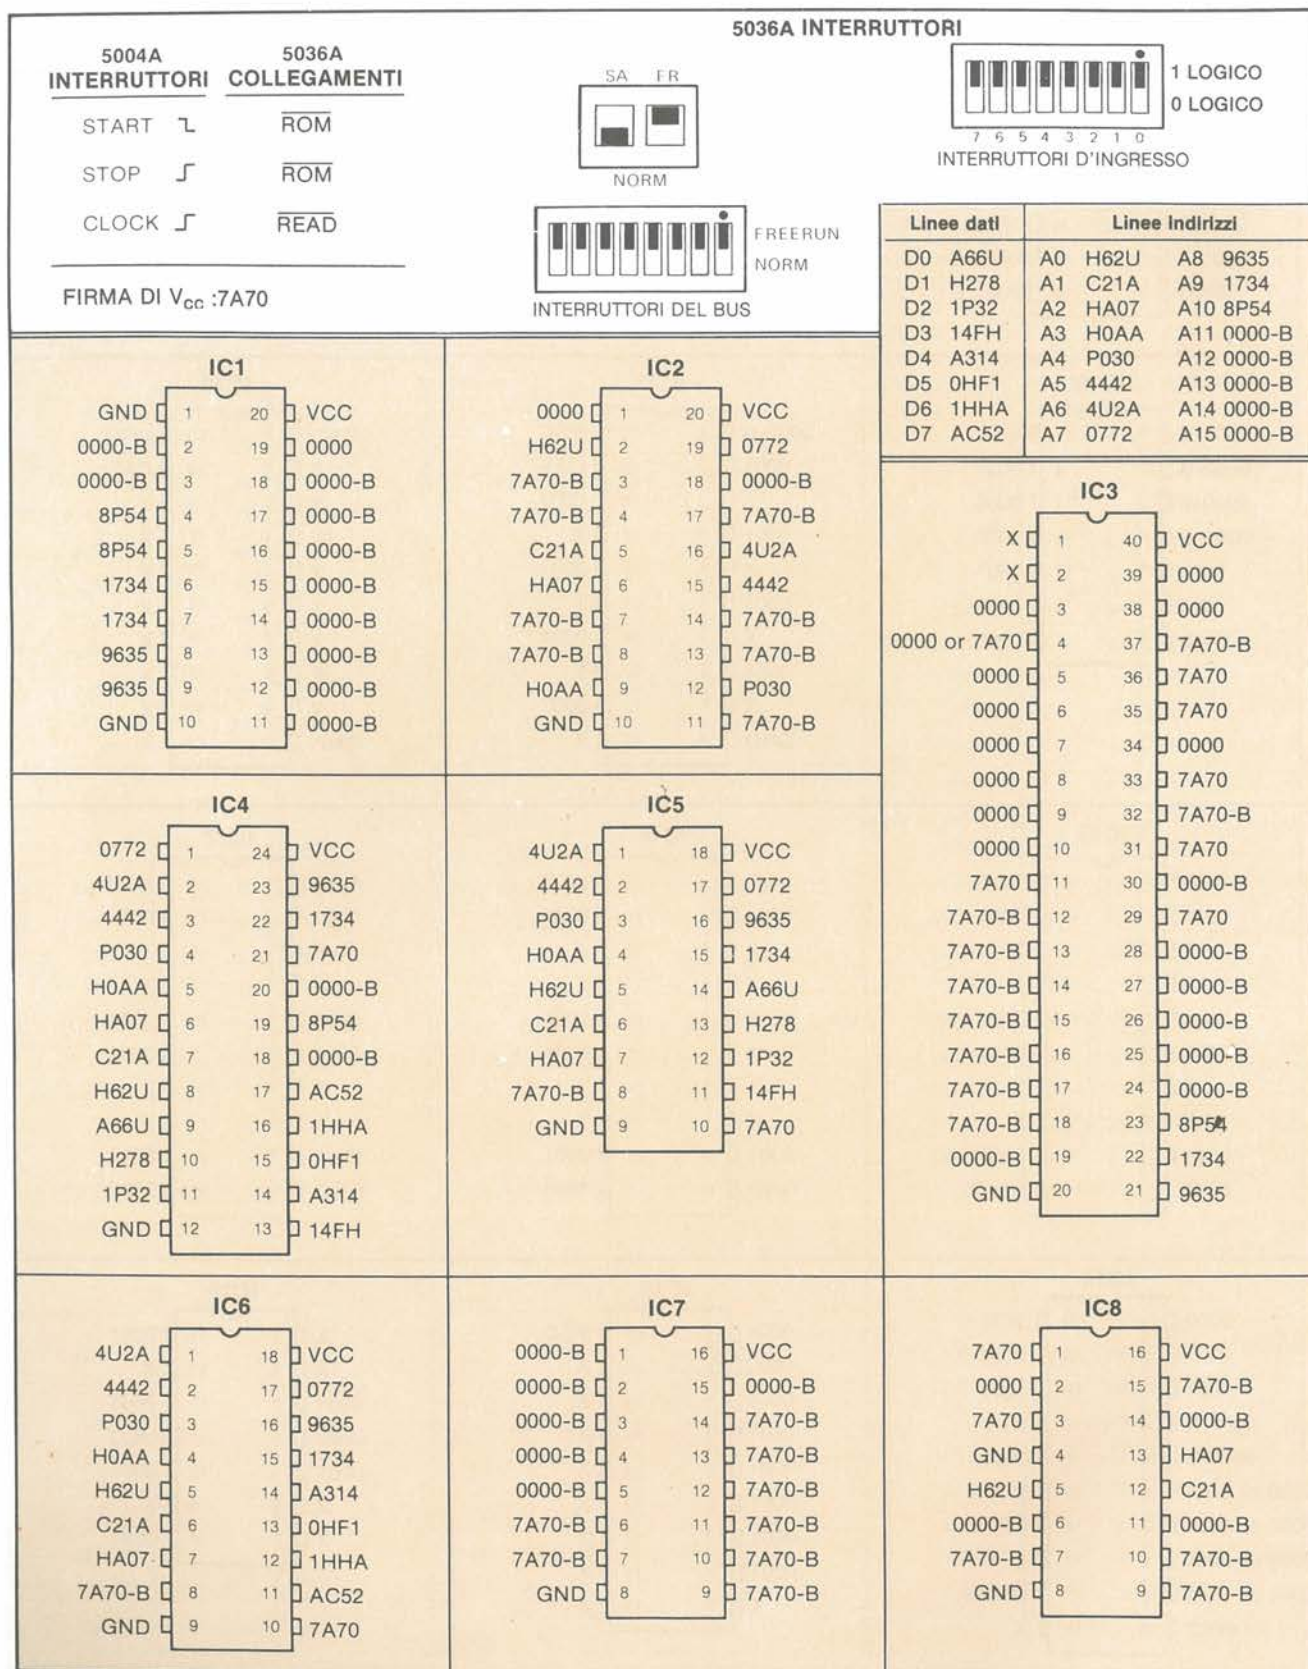 5004A INTERRUTTORI
5036A COLLEGAMENTI
START ROM
STOP ROM
CLOCK READ
FIRMA DI Vcc :7A70
5036A INTERRUTTORI
SA FR
NORM
FREERUN
NORM
INTERRUTTORI DEL BUS
1 LOGICO
0 LOGICO
7 6 5 4 3 2 1 0
INTERRUTTORI D'INGRESSO
Linee dati Linee Indirizzi
D0 A66U A0 H62U A8 9635
D1 H278 A1 C21A A9 1734
D2 1P32 A2 HA07 A10 8P54
D3 14FH A3 H0AA A11 0000-B
D4 A314 A4 P030 A12 0000-B
D5 0HF1 A5 4442 A13 0000-B
D6 1HHA A6 4U2A A14 0000-B
D7 AC52 A7 0772 A15 0000-B
IC1
GND 1 20 VCC
0000-B 2 19 0000
0000-B 3 18 0000-B
8P54 4 17 0000-B
8P54 5 16 0000-B
1734 6 15 0000-B
1734 7 14 0000-B
9635 8 13 0000-B
9635 9 12 0000-B
GND 10 11 0000-B
IC2
0000 1 20 VCC
H62U 2 19 0772
7A70-B 3 18 0000-B
7A70-B 4 17 7A70-B
C21A 5 16 4U2A
HA07 6 15 4442
7A70-B 7 14 7A70-B
7A70-B 8 13 7A70-B
H0AA 9 12 P030
GND 10 11 7A70-B
IC3
X 1 40 VCC
X 2 39 0000
0000 3 38 0000
0000 or 7A70 4 37 7A70-B
0000 5 36 7A70
0000 6 35 7A70
0000 7 34 0000
0000 8 33 7A70
0000 9 32 7A70-B
0000 10 31 7A70
7A70 11 30 0000-B
7A70-B 12 29 7A70
7A70-B 13 28 0000-B
7A70-B 14 27 0000-B
7A70-B 15 26 0000-B
7A70-B 16 25 0000-B
7A70-B 17 24 0000-B
7A70-B 18 23 8P54
0000-B 19 22 1734
GND 20 21 9635
IC4
0772 1 24 VCC
4U2A 2 23 9635
4442 3 22 1734
P030 4 21 7A70
H0AA 5 20 0000-B
HA07 6 19 8P54
C21A 7 18 0000-B
H62U 8 17 AC52
A66U 9 16 1HHA
H278 10 15 0HF1
1P32 11 14 A314
GND 12 13 14FH
IC5
4U2A 1 18 VCC
4442 2 17 0772
P030 3 16 9635
H0AA 4 15 1734
H62U 5 14 A66U
C21A 6 13 H278
HA07 7 12 1P32
7A70-B 8 11 14FH
GND 9 10 7A70
IC6
4U2A 1 18 VCC
4442 2 17 0772
P030 3 16 9635
H0AA 4 15 1734
H62U 5 14 A314
C21A 6 13 0HF1
HA07 7 12 1HHA
7A70-B 8 11 AC52
GND 9 10 7A70
IC7
0000-B 1 16 VCC
0000-B 2 15 0000-B
0000-B 3 14 7A70-B
0000-B 4 13 7A70-B
0000-B 5 12 7A70-B
7A70-B 6 11 7A70-B
7A70-B 7 10 7A70-B
GND 8 9 7A70-B
IC8
7A70 1 16 VCC
0000 2 15 7A70-B
7A70 3 14 0000-B
GND 4 13 HA07
H62U 5 12 C21A
0000-B 6 11 0000-B
7A70-B 7 10 7A70-B
GND 8 9 7A70-B